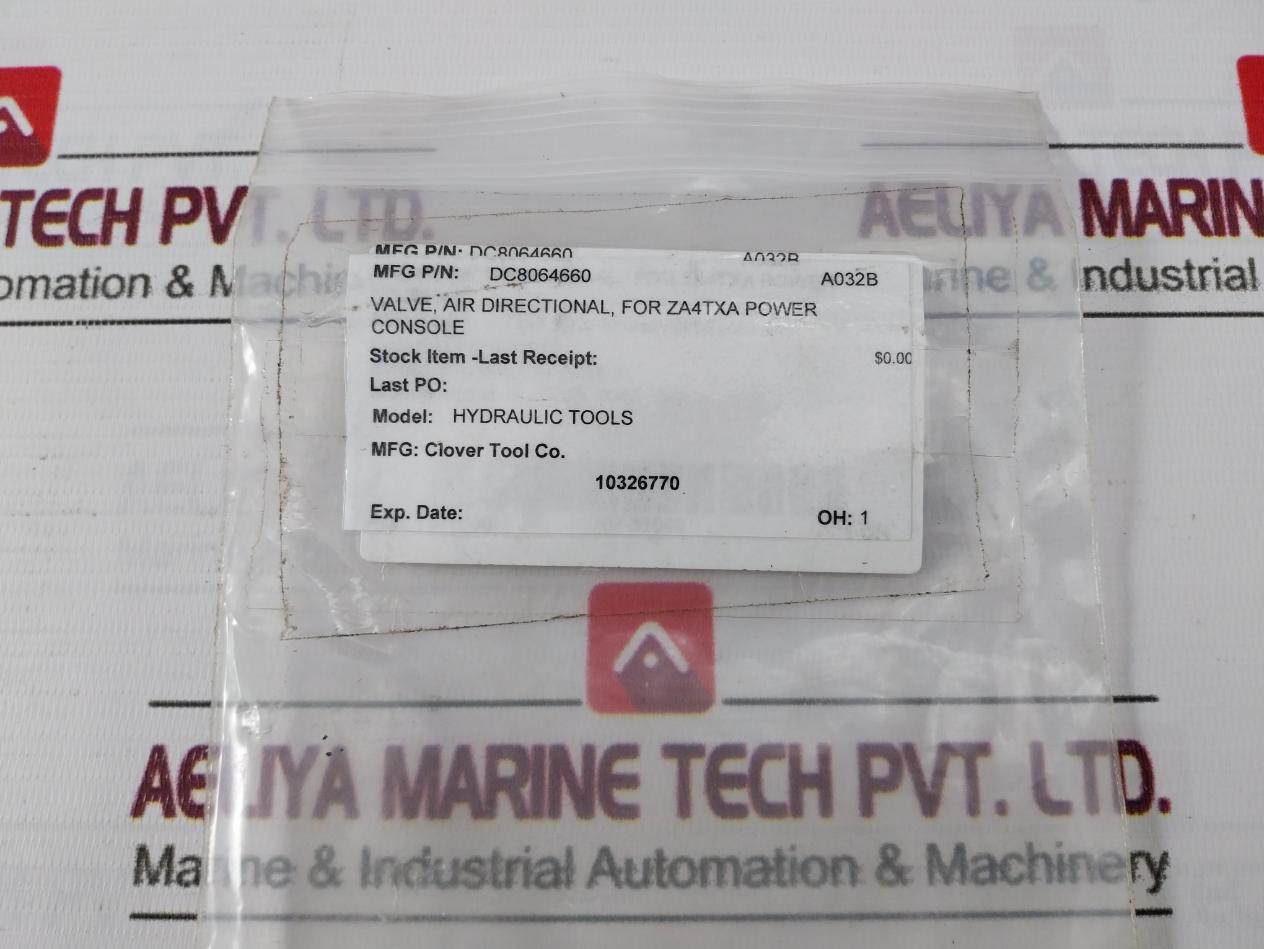 TECH PVT. LTD.
AELIYA MARIN
omation & Machi
rine & Industrial
MFG P/N: DC8064660 A032B
MFG P/N: DC8064660 A032B
VALVE, AIR DIRECTIONAL, FOR ZA4TXA POWER
CONSOLE
Stock Item -Last Receipt: $0.00
Last PO:
Model: HYDRAULIC TOOLS
MFG: Clover Tool Co.
10326770
Exp. Date: OH: 1
AELIYA MARINE TECH PVT. LTD.
Marine & Industrial Automation & Machinery